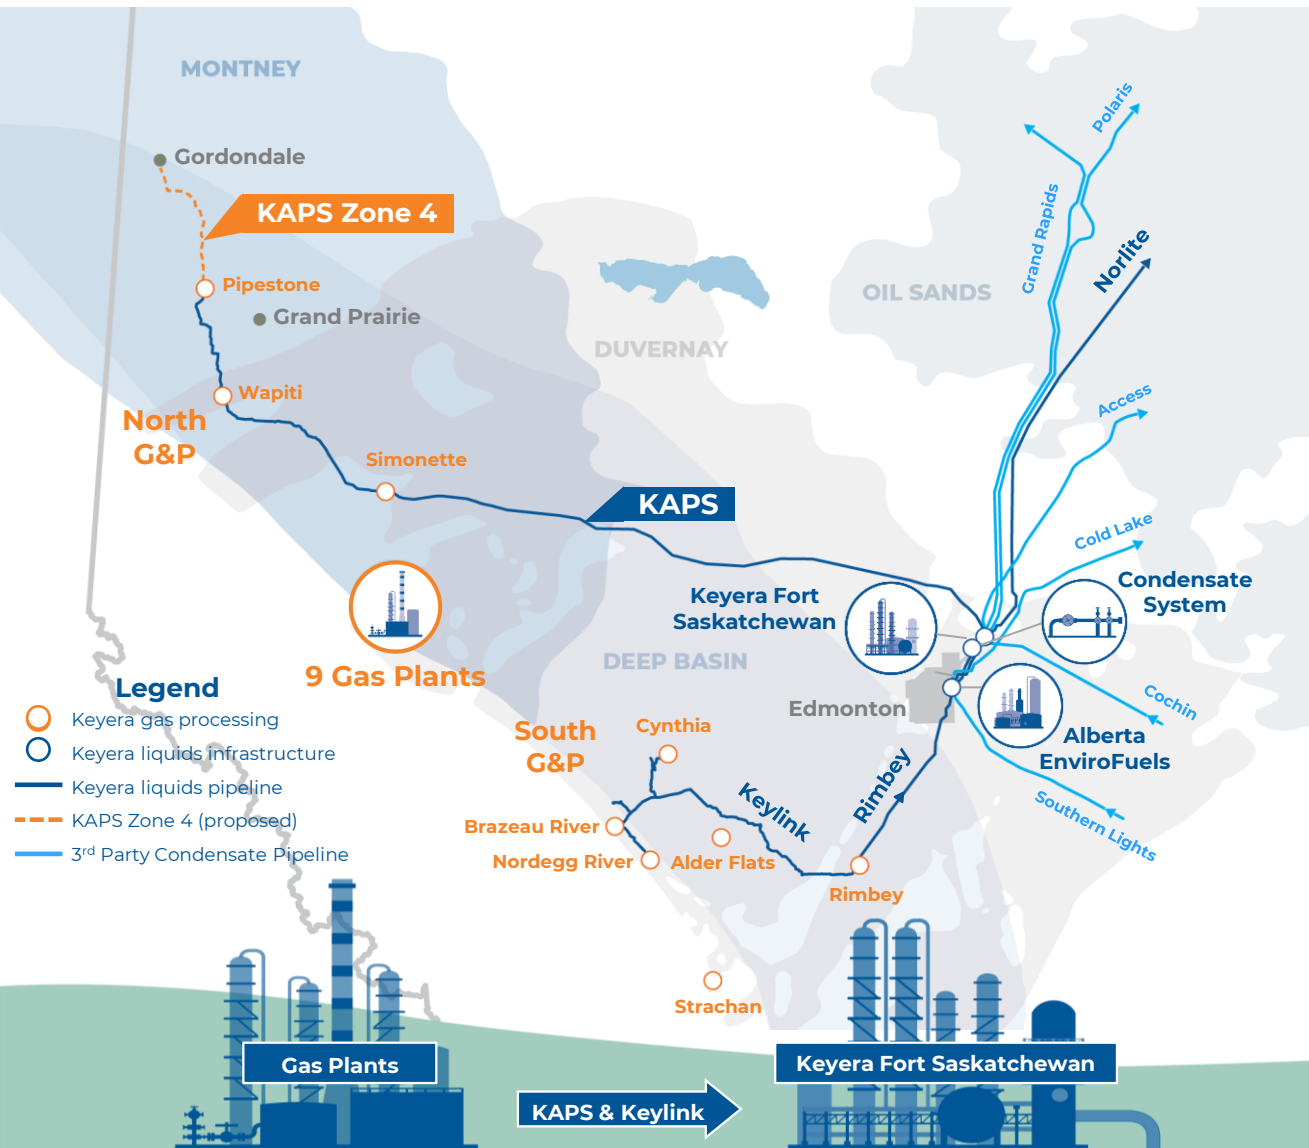 MONTNEY
Gordondale
KAPS Zone 4
Pipestone
Grand Prairie
Wapiti
North
G&P
Simonette
KAPS
DUVERNAY
OIL SANDS
Polaris
Grand Rapids
Norlite
Access
Cold Lake
Condensate
System
Keyera Fort
Saskatchewan
DEEP BASIN
Edmonton
Cochin
Alberta
EnviroFuels
Southern Lights
9 Gas Plants
Legend
Keyera gas processing
Keyera liquids infrastructure
Keyera liquids pipeline
KAPS Zone 4 (proposed)
3rd Party Condensate Pipeline
South
G&P
Cynthia
Brazeau River
Nordegg River
Alder Flats
Keylink
Rimbey
Rimbey
Strachan
Gas Plants
KAPS & Keylink
Keyera Fort Saskatchewan